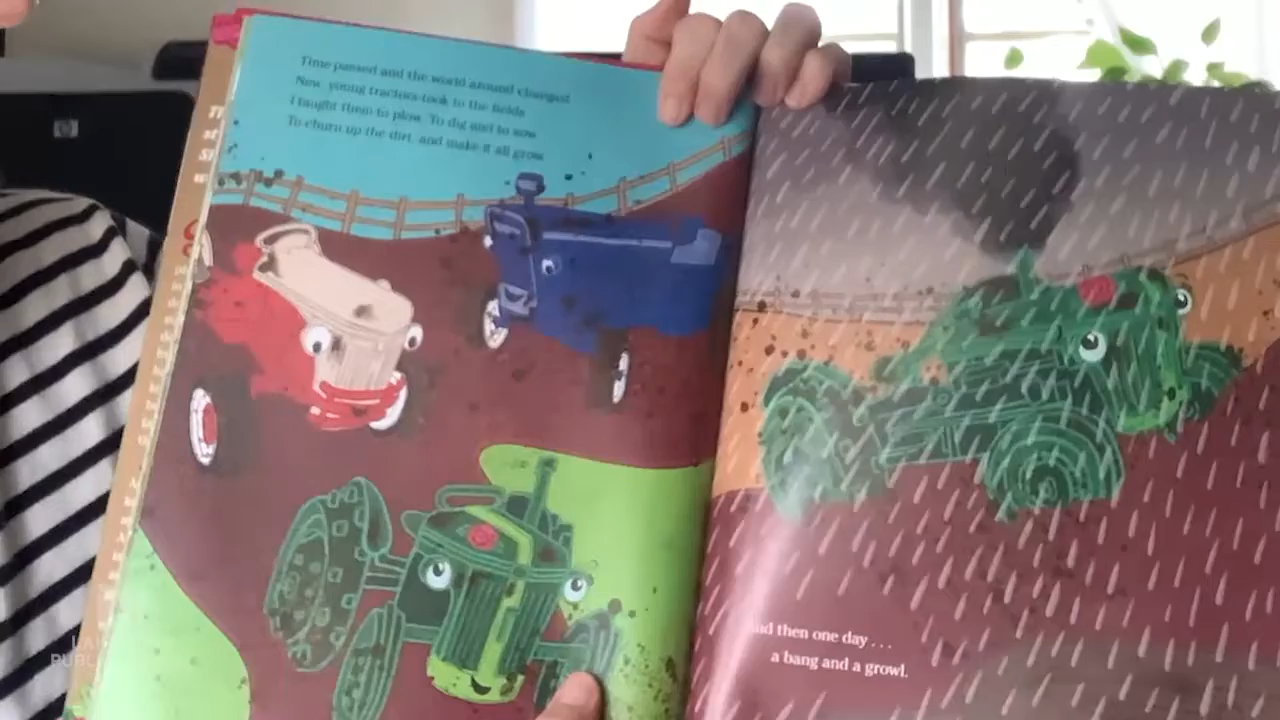 Time passed and the world around changed
New, young tractors took to the fields
I taught them to plow. To dig and to sow
To churn up the dirt, and make it all grow
And then one day . . .
a bang and a growl.
hp